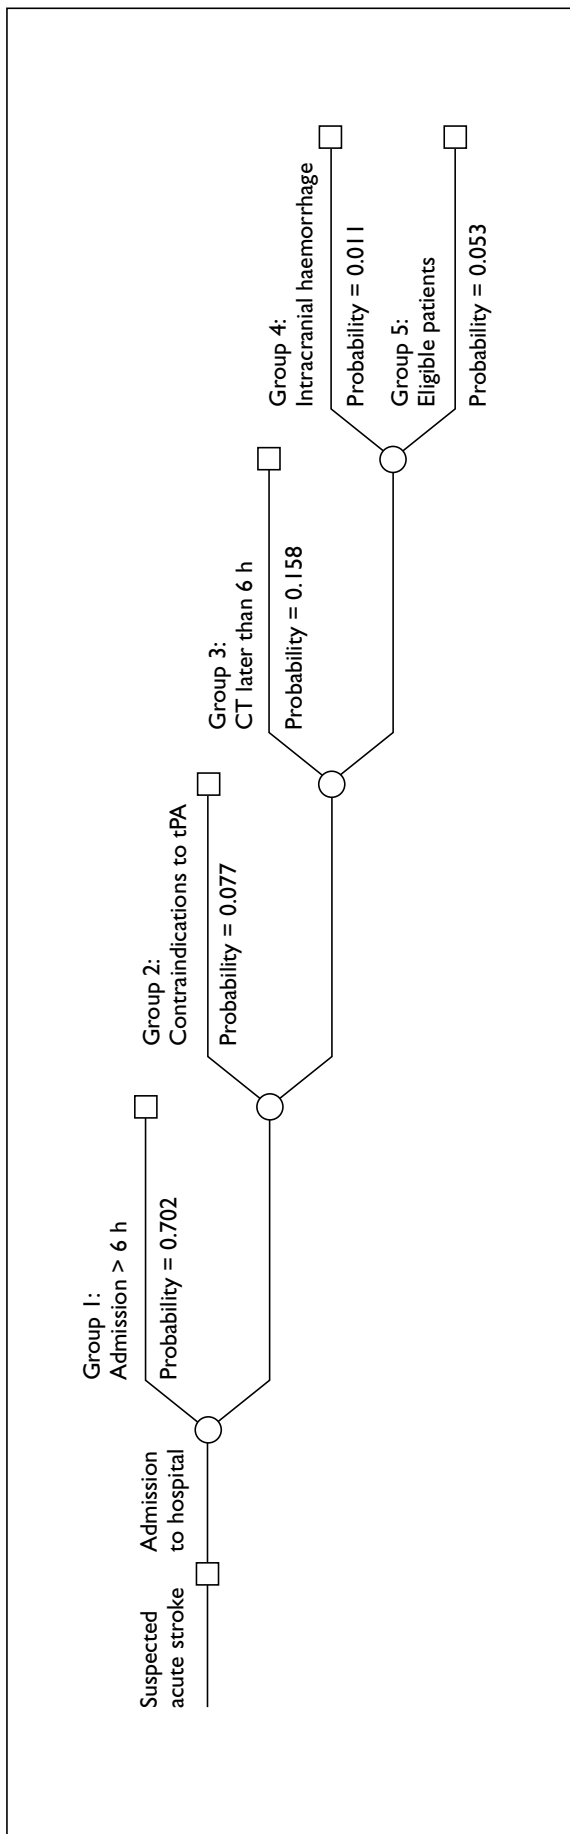 Suspected
acute stroke
Admission
to hospital
Group 1:
Admission > 6 h
Probability = 0.702
Group 2:
Contraindications to tPA
Probability = 0.077
Group 3:
CT later than 6 h
Probability = 0.158
Group 4:
Intracranial haemorrhage
Probability = 0.011
Group 5:
Eligible patients
Probability = 0.053